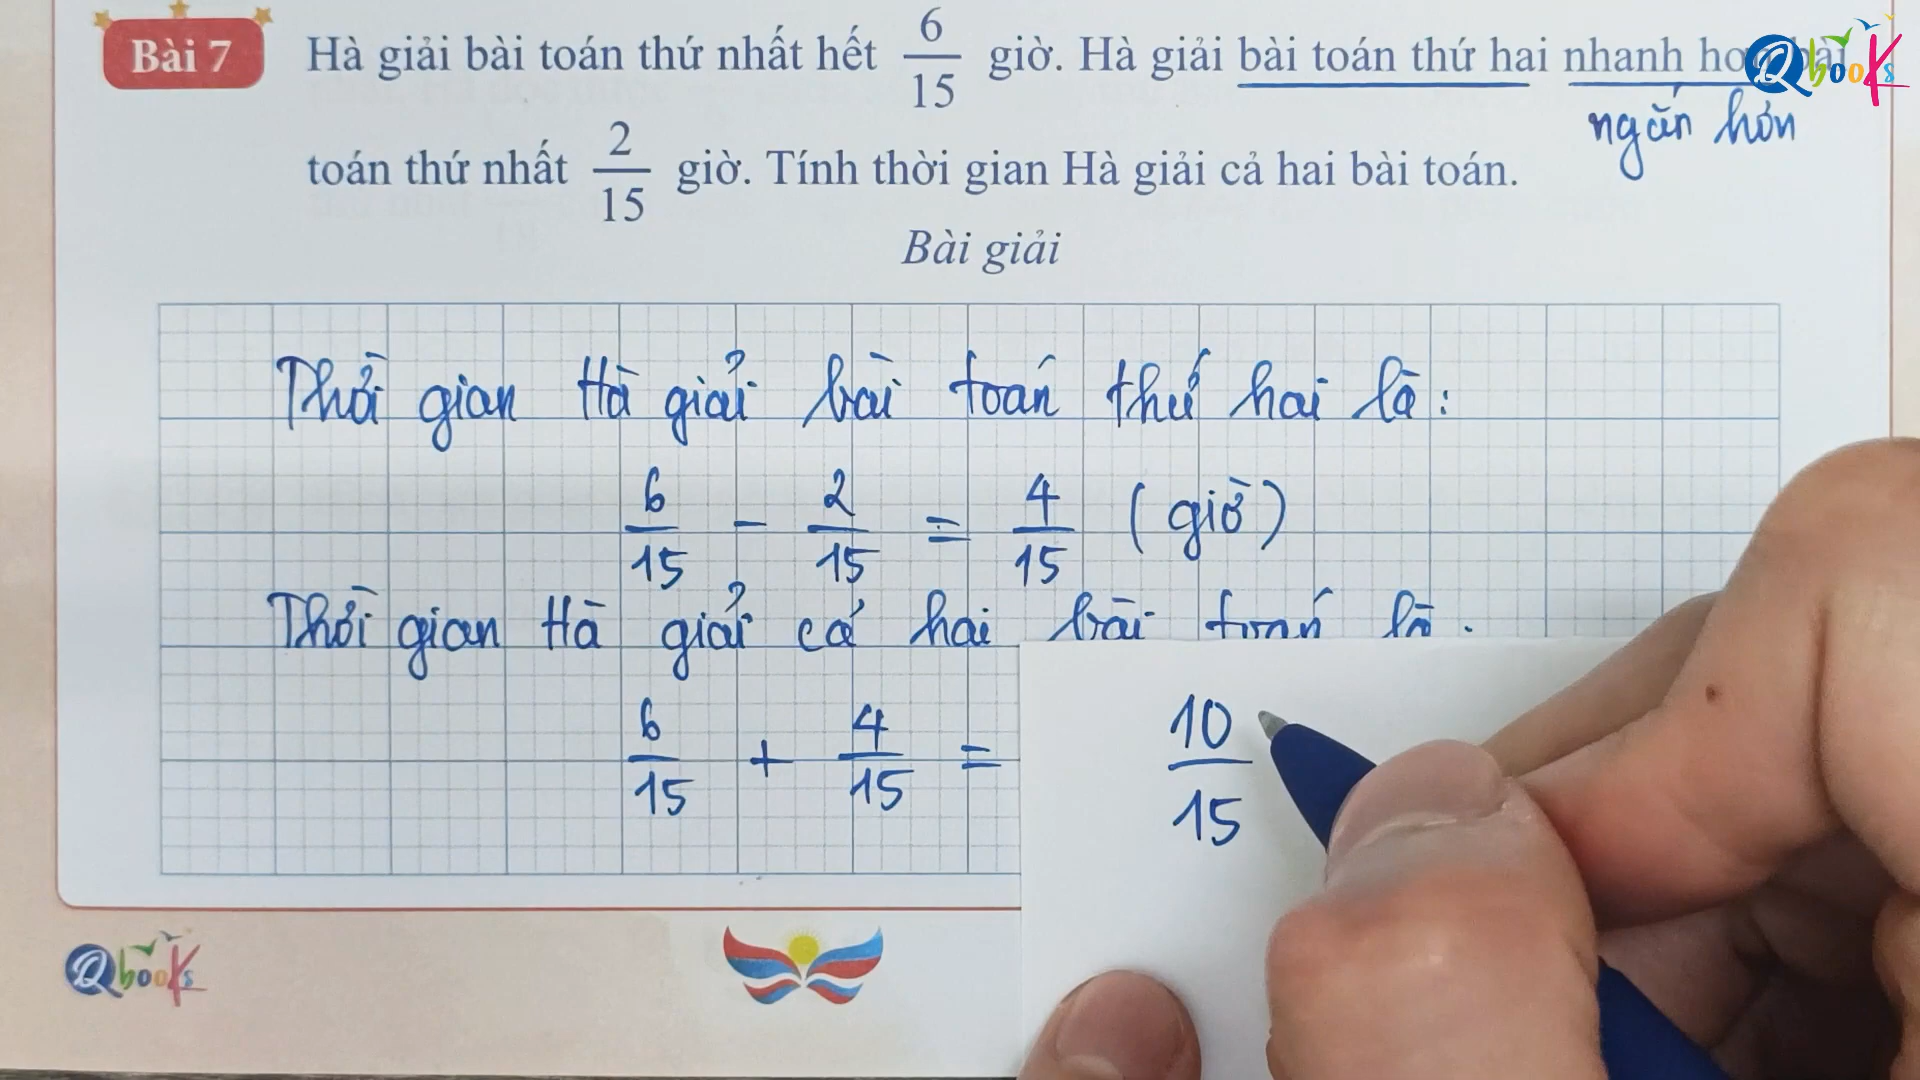 Bài 7 Hà giải bài toán thứ nhất hết 6/15 giờ. Hà giải bài toán thứ hai nhanh hơn bài
ngắn hơn
toán thứ nhất 2/15 giờ. Tính thời gian Hà giải cả hai bài toán.
Bài giải
Thời gian Hà giải bài toán thứ hai là:
6/15 - 2/15 = 4/15 (giờ)
Thời gian Hà giải cả hai bài toán là:
6/15 + 4/15 =
10/15
Qbooks
Qbooks